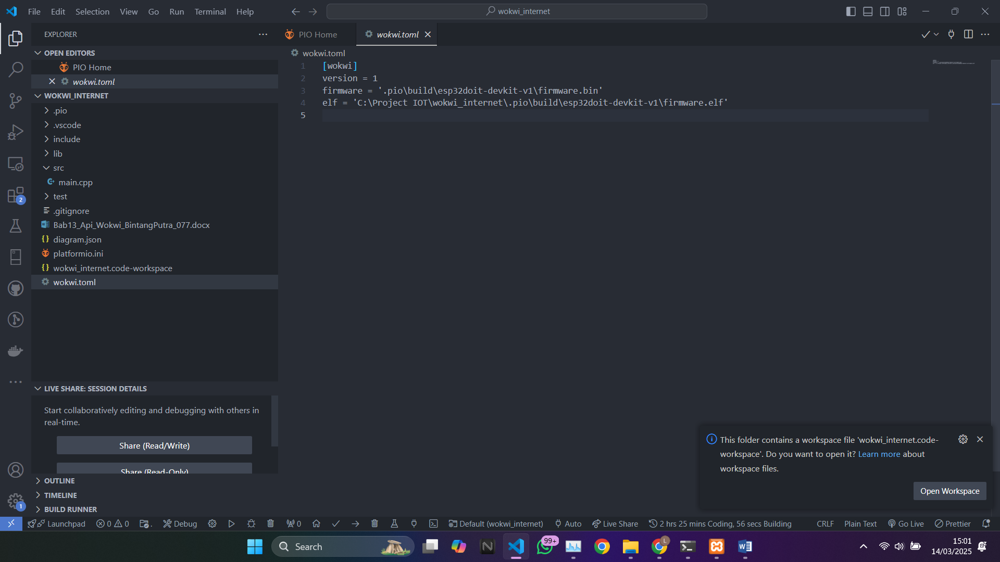 File Edit Selection View Go Run Terminal Help
wokwi_internet
EXPLORER
OPEN EDITORS
PIO Home
wokwi.toml
WOKWI_INTERNET
.pio
.vscode
include
lib
src
main.cpp
test
.gitignore
Bab13_Api_Wokwi_BintangPutra_077.docx
diagram.json
platformio.ini
wokwi_internet.code-workspace
wokwi.toml
LIVE SHARE: SESSION DETAILS
Start collaboratively editing and debugging with others in
real-time.
Share (Read/Write)
Share (Read-Only)
OUTLINE
TIMELINE
BUILD RUNNER
2
1
PIO Home
wokwi.toml
wokwi.toml
1 [wokwi]
2 version = 1
3 firmware = '.pio\build\esp32doit-devkit-v1\firmware.bin'
4 elf = 'C:\Project IOT\wokwi_internet\.pio\build\esp32doit-devkit-v1\firmware.elf'
5
This folder contains a workspace file 'wokwi_internet.code-
workspace'. Do you want to open it? Learn more about
workspace files.
Open Workspace
Launchpad 0 0 Debug 0 Default (wokwi_internet) Auto Live Share 2 hrs 25 mins Coding, 56 secs Building CRLF Plain Text Go Live Prettier
Search
99+
L
15:01
14/03/2025